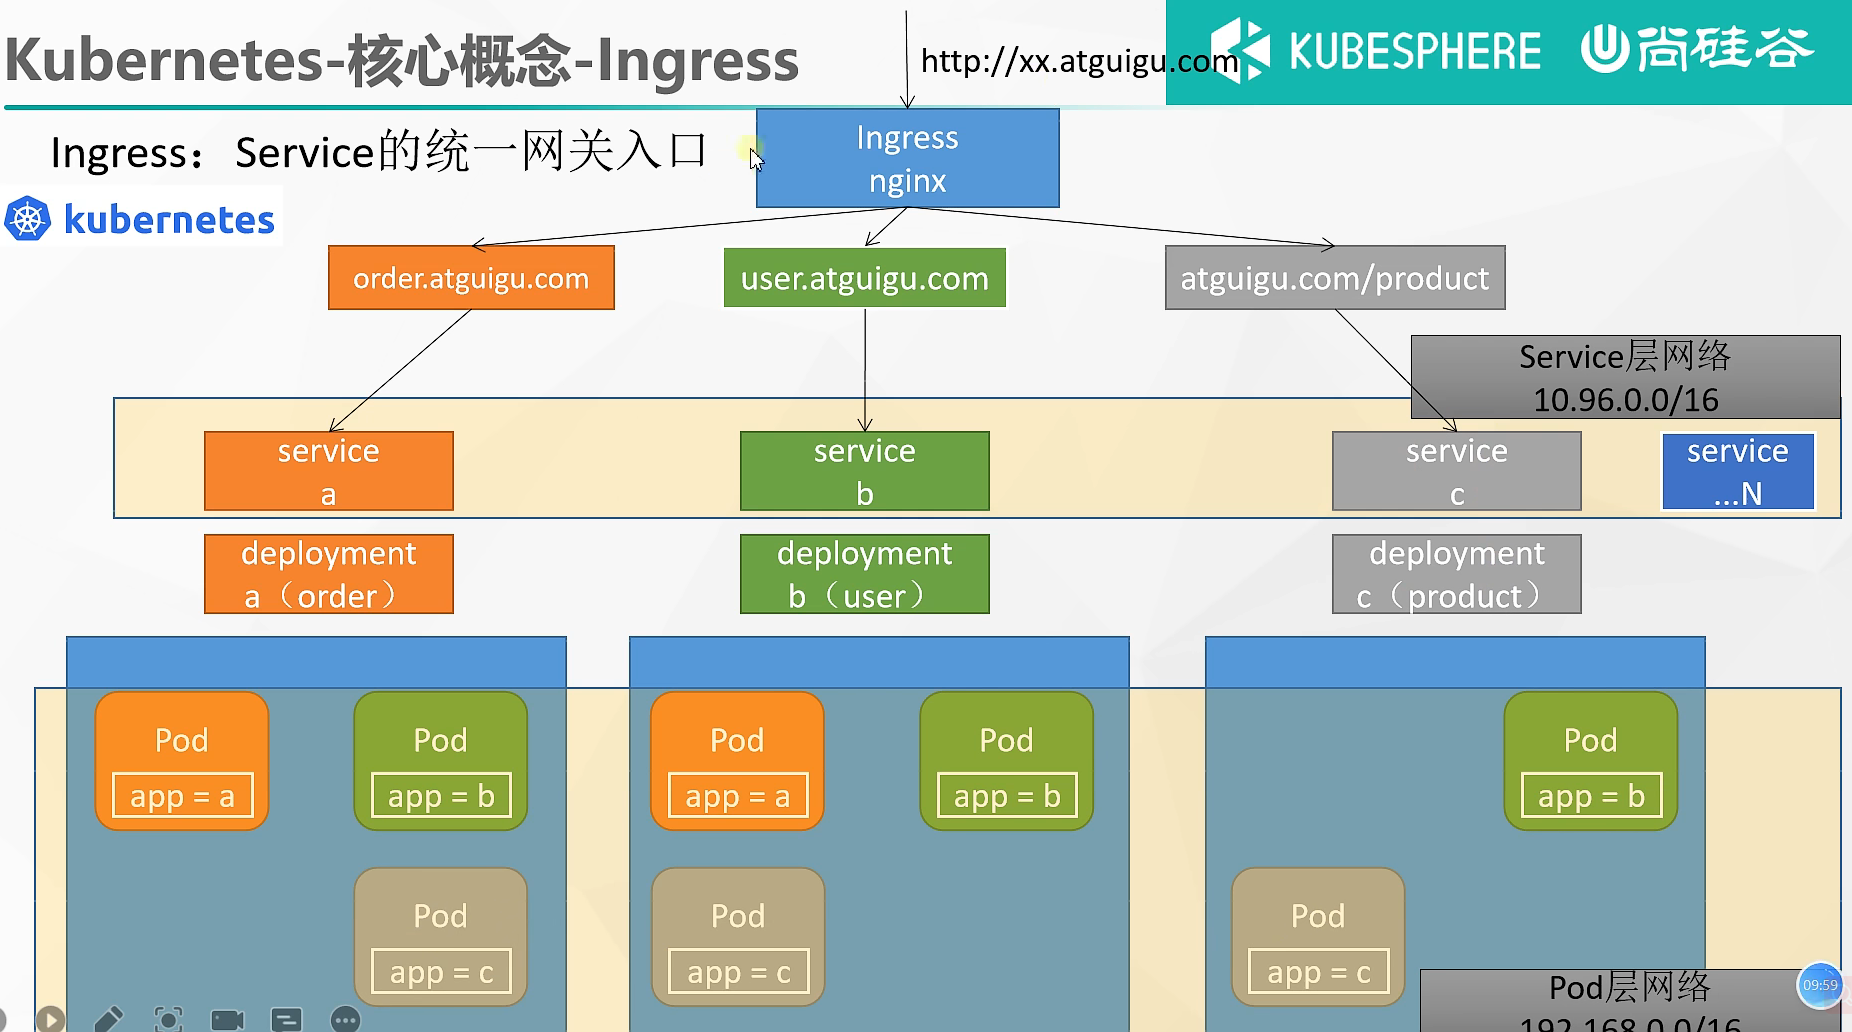 Kubernetes-核心概念-Ingress
http://xx.atguigu.com
KUBESPHERE
尚硅谷
Ingress：Service的统一网关入口
Ingress
nginx
kubernetes
order.atguigu.com
user.atguigu.com
atguigu.com/product
Service层网络
10.96.0.0/16
service
a
service
b
service
c
service
...N
deployment
a（order）
deployment
b（user）
deployment
c（product）
Pod
app = a
Pod
app = b
Pod
app = a
Pod
app = b
Pod
app = b
Pod
app = c
Pod
app = c
Pod
app = c
Pod层网络
192.168.0.0/16
09:59